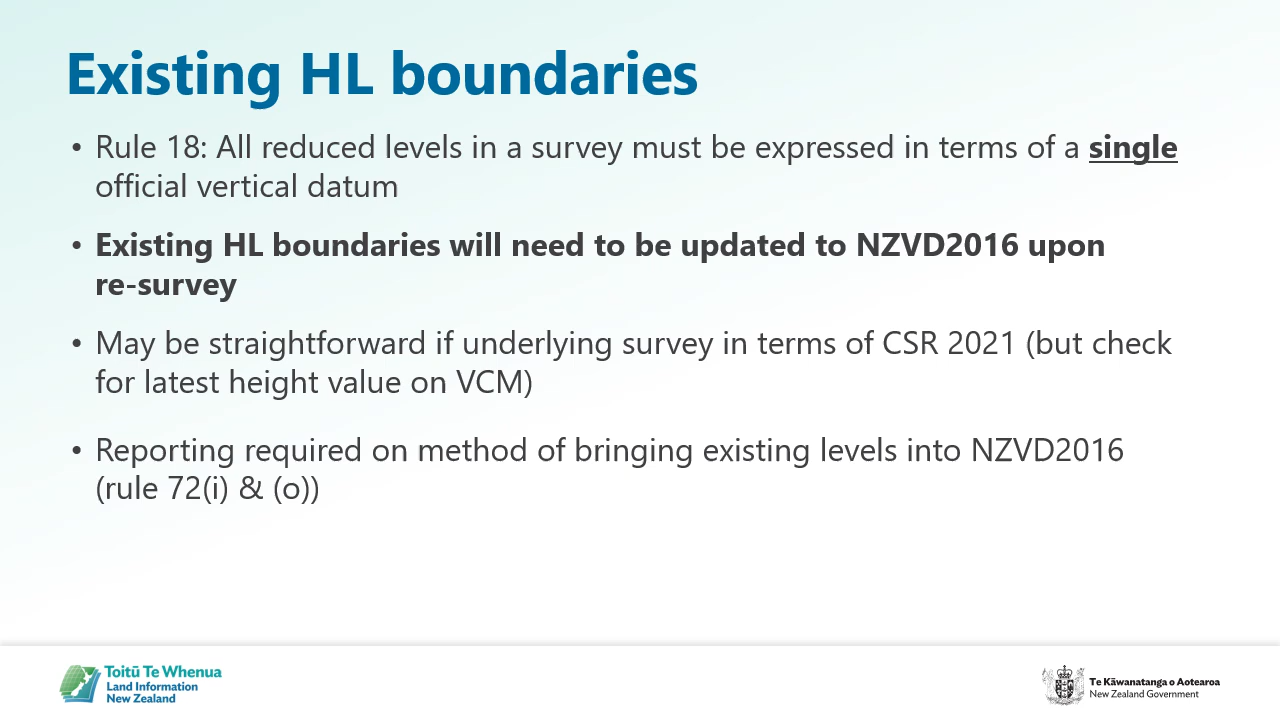 Existing HL boundaries
• Rule 18: All reduced levels in a survey must be expressed in terms of a single
official vertical datum
• Existing HL boundaries will need to be updated to NZVD2016 upon
re-survey
• May be straightforward if underlying survey in terms of CSR 2021 (but check
for latest height value on VCM)
• Reporting required on method of bringing existing levels into NZVD2016
(rule 72(i) & (o))
Toitū Te Whenua
Land Information
New Zealand
Te Kāwanatanga o Aotearoa
New Zealand Government